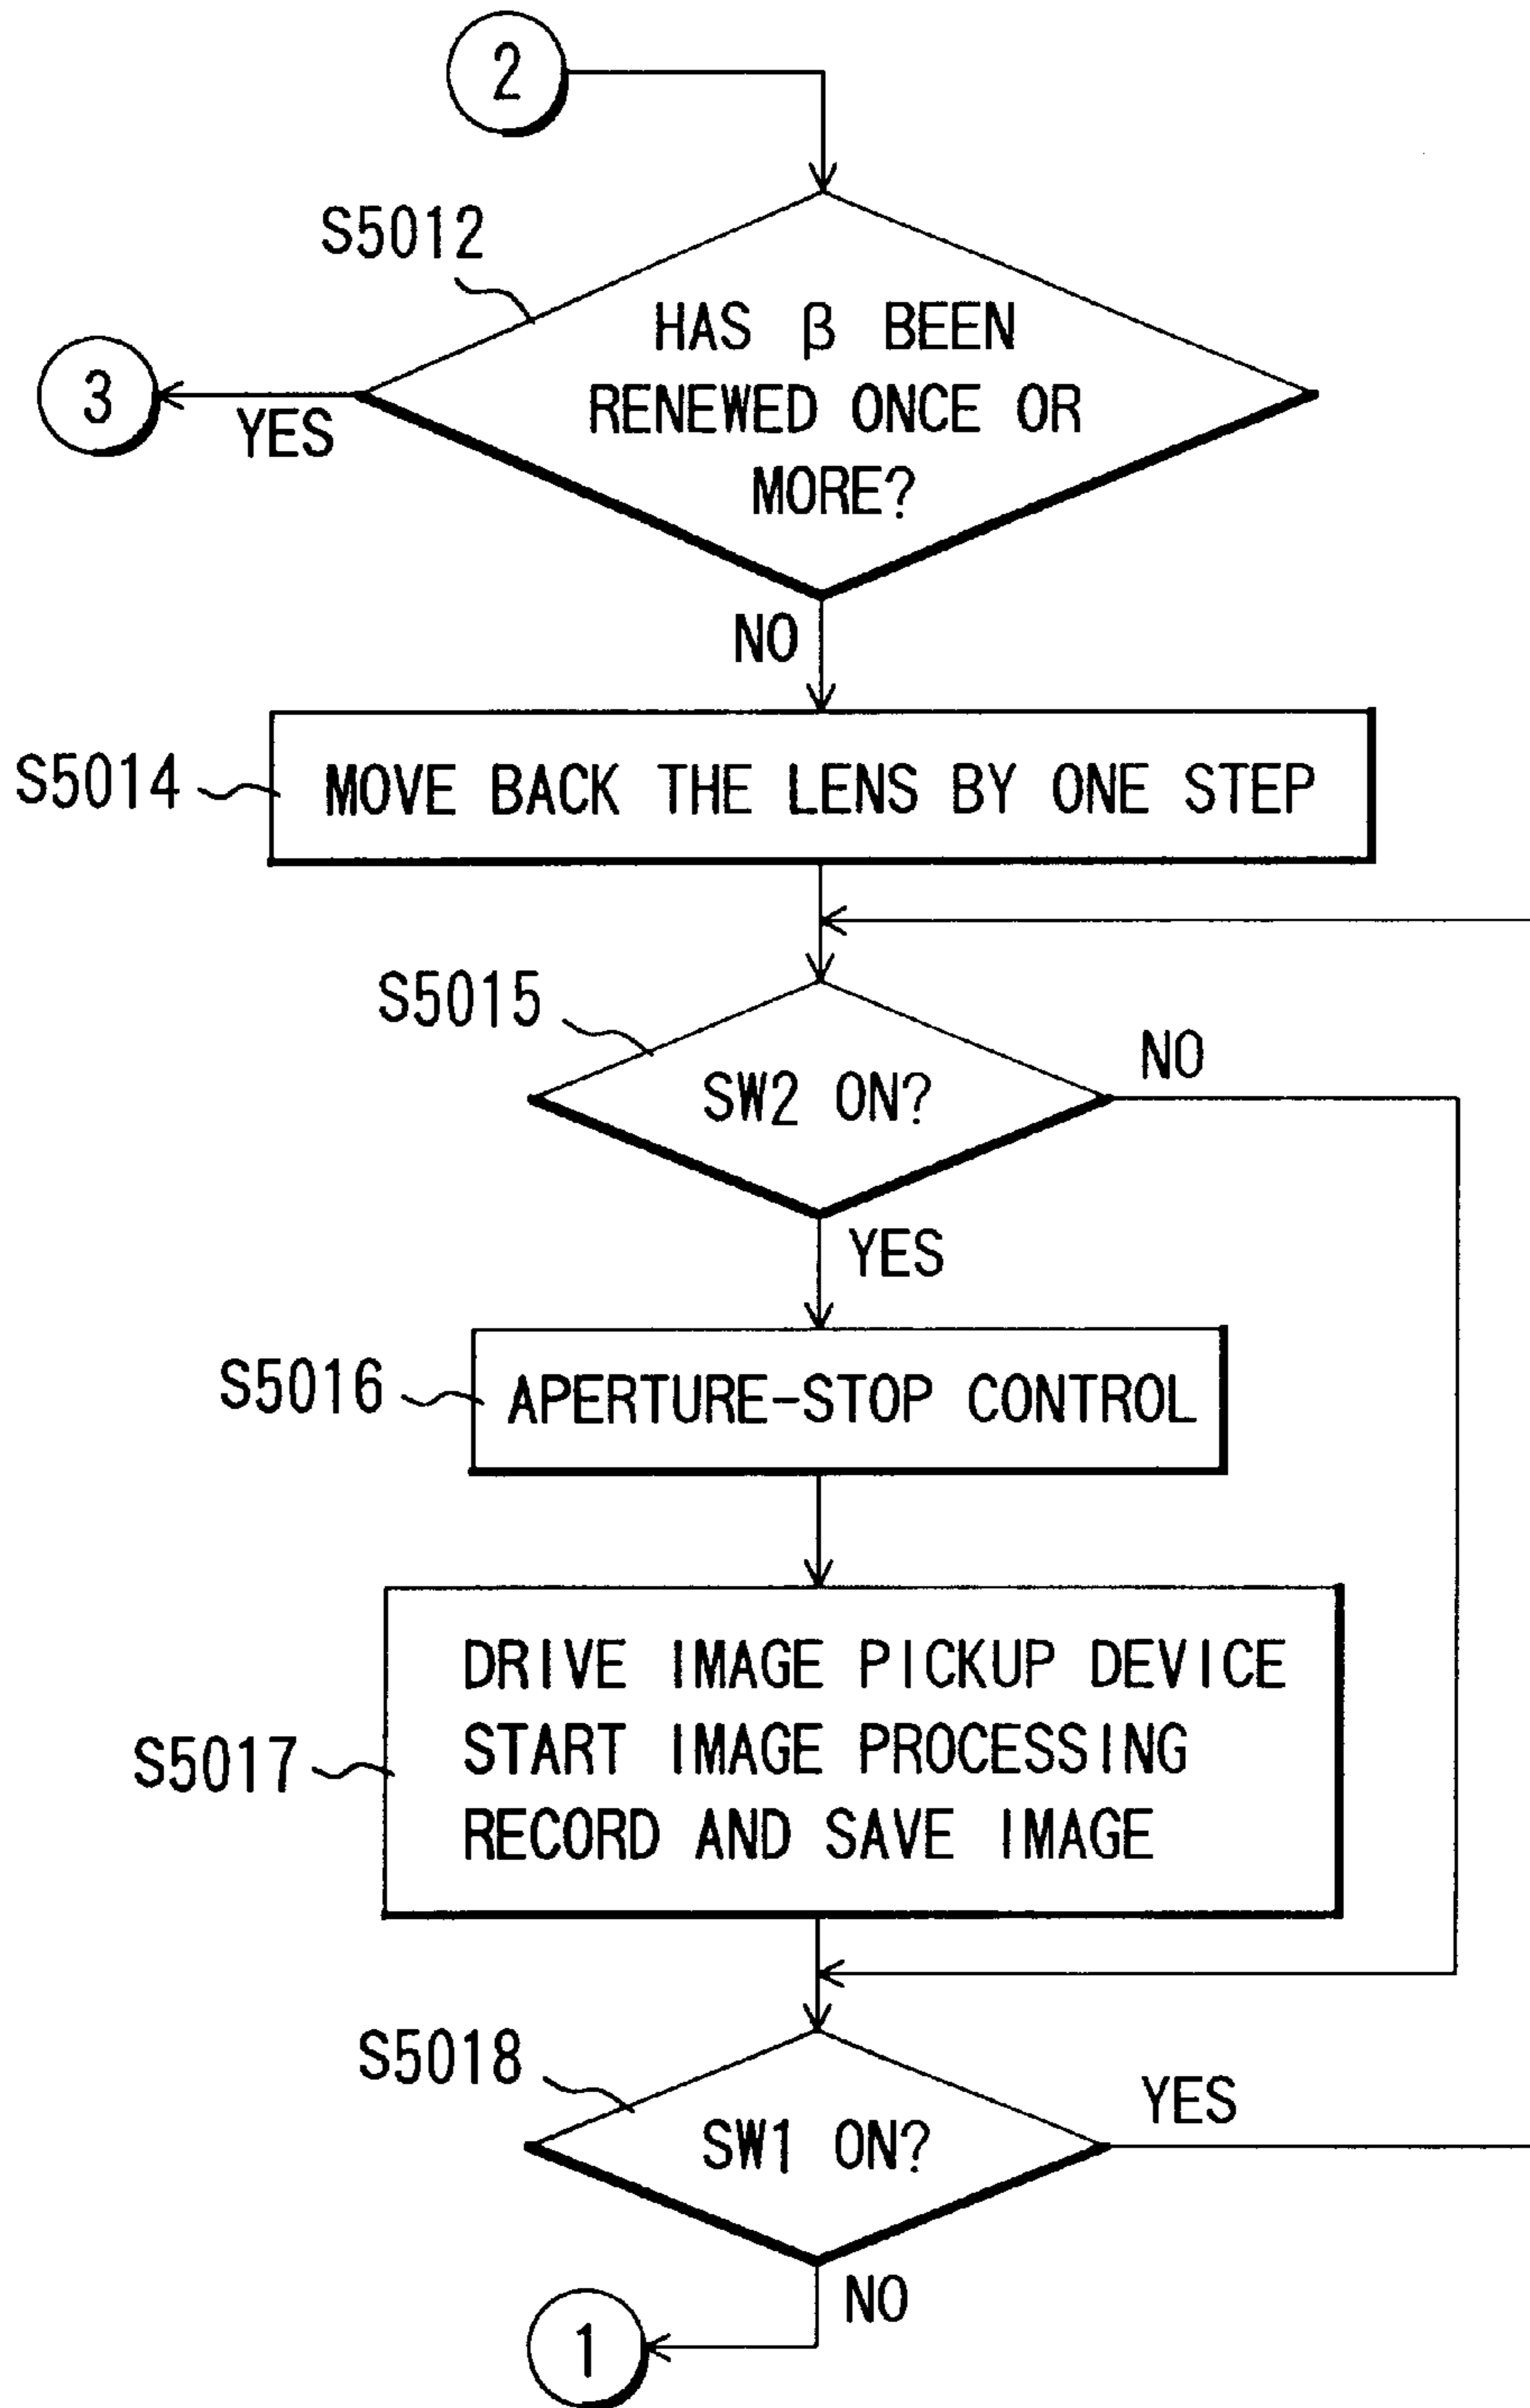 2
S5012
HAS β BEEN
RENEWED ONCE OR
MORE?
3
YES
NO
S5014
MOVE BACK THE LENS BY ONE STEP
S5015
SW2 ON?
NO
YES
S5016
APERTURE-STOP CONTROL
S5017
DRIVE IMAGE PICKUP DEVICE
START IMAGE PROCESSING
RECORD AND SAVE IMAGE
S5018
SW1 ON?
YES
NO
1